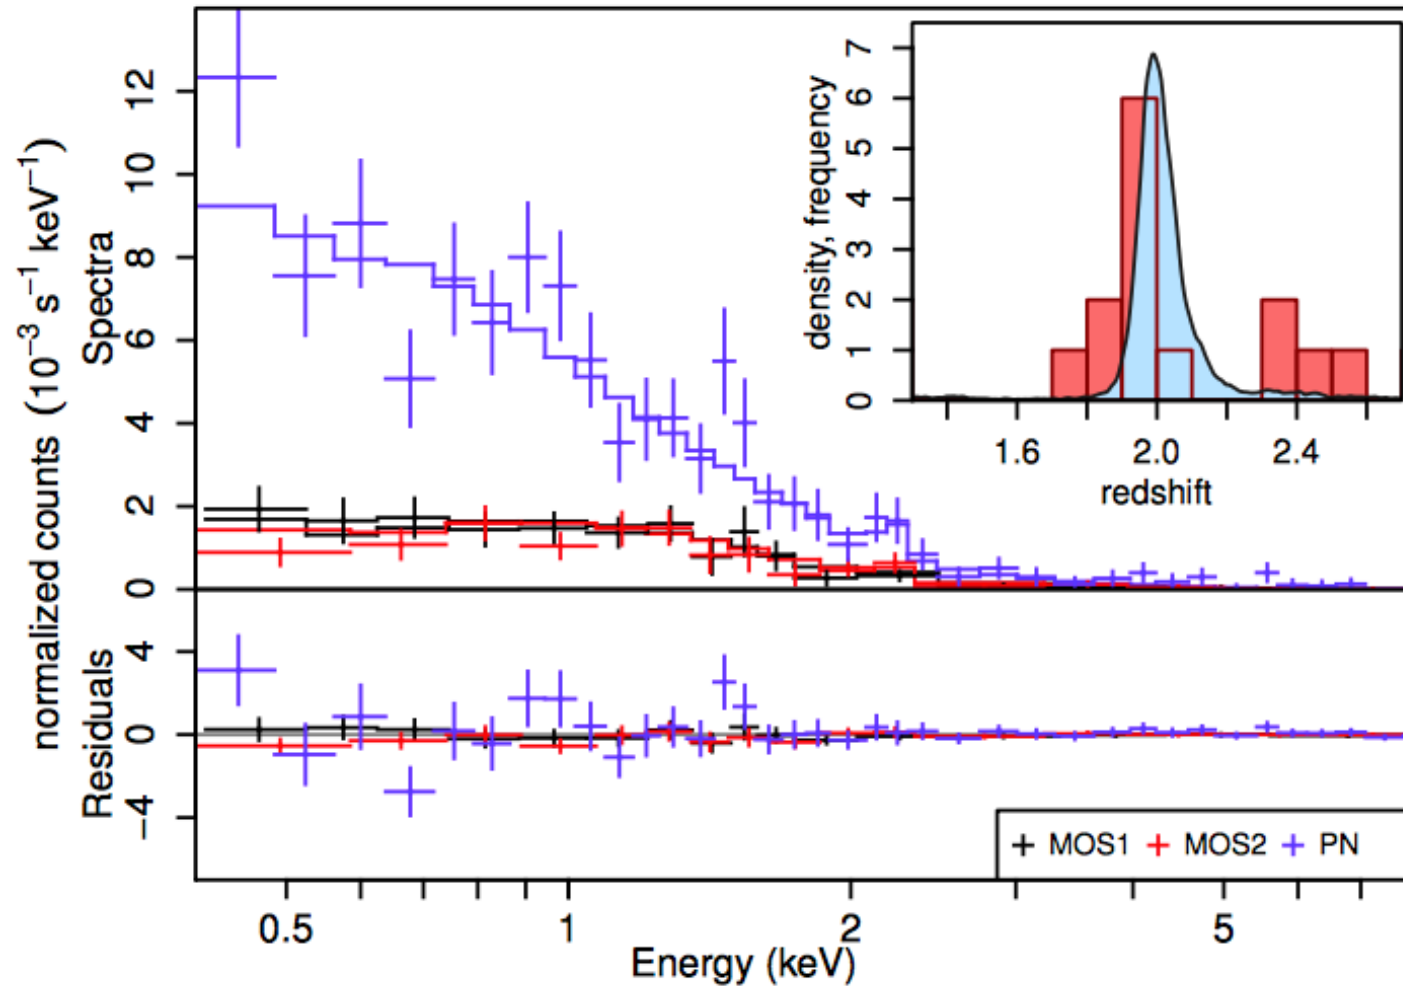 normalized counts (10⁻³ s⁻¹ keV⁻¹)
Spectra
12
10
8
6
4
2
0
density, frequency
7
6
5
4
3
2
1
0
1.6 2.0 2.4
redshift
Residuals
4
0
−4
MOS1 MOS2 PN
0.5 1 2 5
Energy (keV)